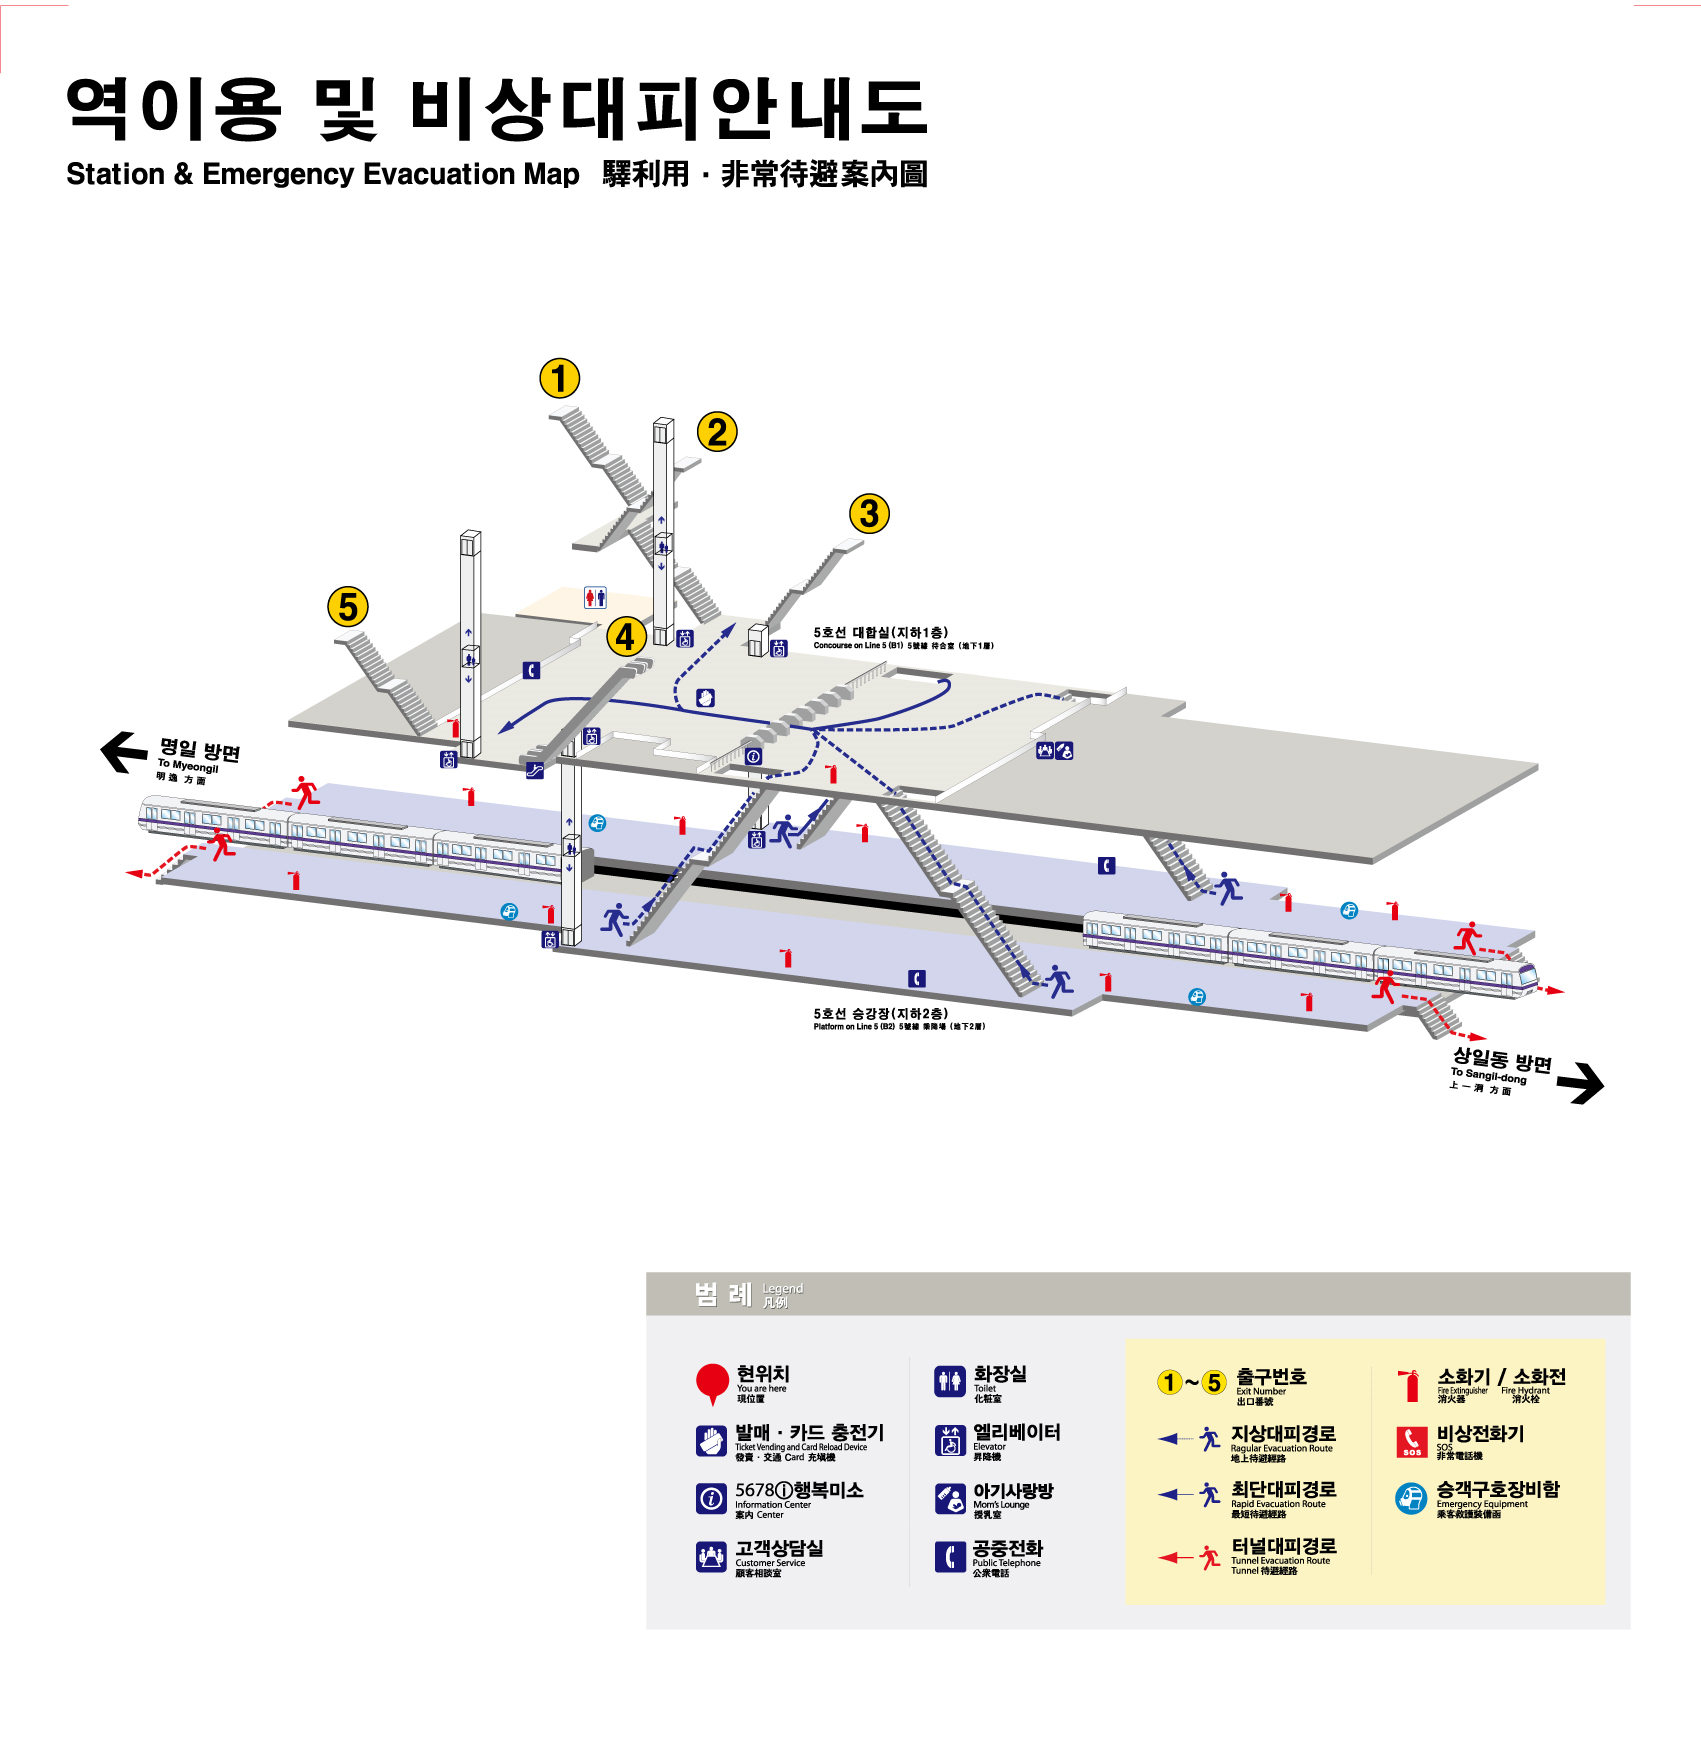 역이용 및 비상대피안내도
Station & Emergency Evacuation Map 驛利用 · 非常待避案內圖
1
2
3
5
4
5호선 대합실(지하1층)
Concourse on Line 5 (B1) 5號線 待合室 (地下1層)
명일 방면
To Myeongil
明逸 方面
5호선 승강장(지하2층)
Platform on Line 5 (B2) 5號線 乘降場 (地下2層)
상일동 방면
To Sangil-dong
上一洞 方面
범 례 Legend
凡例
현위치
You are here
現位置
발매 · 카드 충전기
Ticket Vending and Card Reload Device
發賣 · 交通 Card 充塡機
5678ⓘ행복미소
Information Center
案內 Center
고객상담실
Customer Service
顧客相談室
화장실
Toilet
化粧室
엘리베이터
Elevator
昇降機
아기사랑방
Mom's Lounge
授乳室
공중전화
Public Telephone
公衆電話
1~5 출구번호
Exit Number
出口番號
지상대피경로
Ragular Evacuation Route
地上待避經路
최단대피경로
Rapid Evacuation Route
最短待避經路
터널대피경로
Tunnel Evacuation Route
Tunnel 待避經路
소화기 / 소화전
Fire Extinguisher Fire Hydrant
消火器 消火栓
SOS 비상전화기
SOS
非常電話機
승객구호장비함
Emergency Equipment
乘客救護裝備函